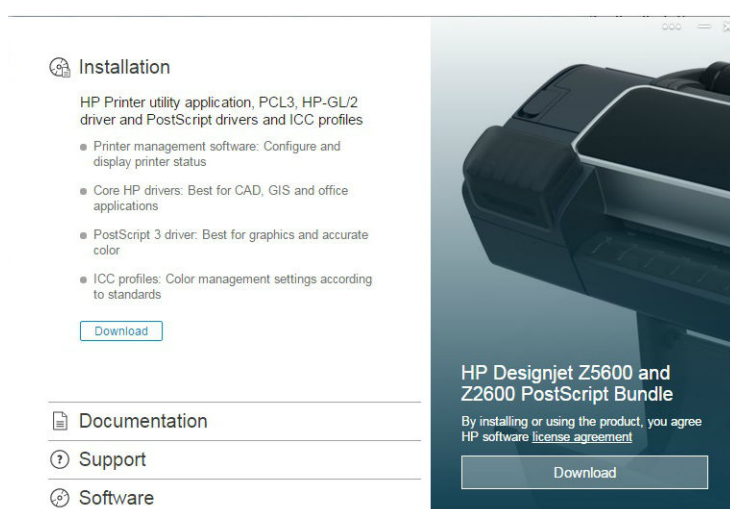 Installation
HP Printer utility application, PCL3, HP-GL/2
driver and PostScript drivers and ICC profiles
Printer management software: Configure and
display printer status
Core HP drivers: Best for CAD, GIS and office
applications
PostScript 3 driver: Best for graphics and accurate
color
ICC profiles: Color management settings according
to standards
Download
Documentation
Support
Software
HP Designjet Z5600 and
Z2600 PostScript Bundle
By installing or using the product, you agree
HP software license agreement
Download